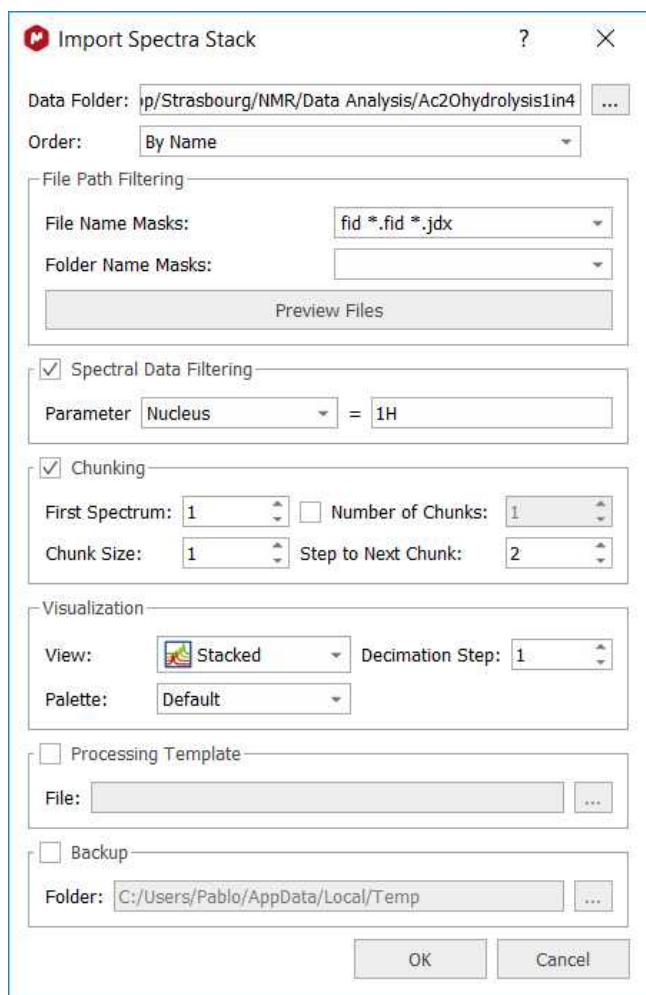 Import Spectra Stack ?
Data Folder: op/Strasbourg/NMR/Data Analysis/Ac2Ohydrolysis1in4 ...
Order: By Name
File Path Filtering
File Name Masks: fid *.fid *.jdx
Folder Name Masks:
Preview Files
Spectral Data Filtering
Parameter Nucleus = 1H
Chunking
First Spectrum: 1 Number of Chunks: 1
Chunk Size: 1 Step to Next Chunk: 2
Visualization
View: Stacked Decimation Step: 1
Palette: Default
Processing Template
File: ...
Backup
Folder: C:/Users/Pablo/AppData/Local/Temp ...
OK Cancel